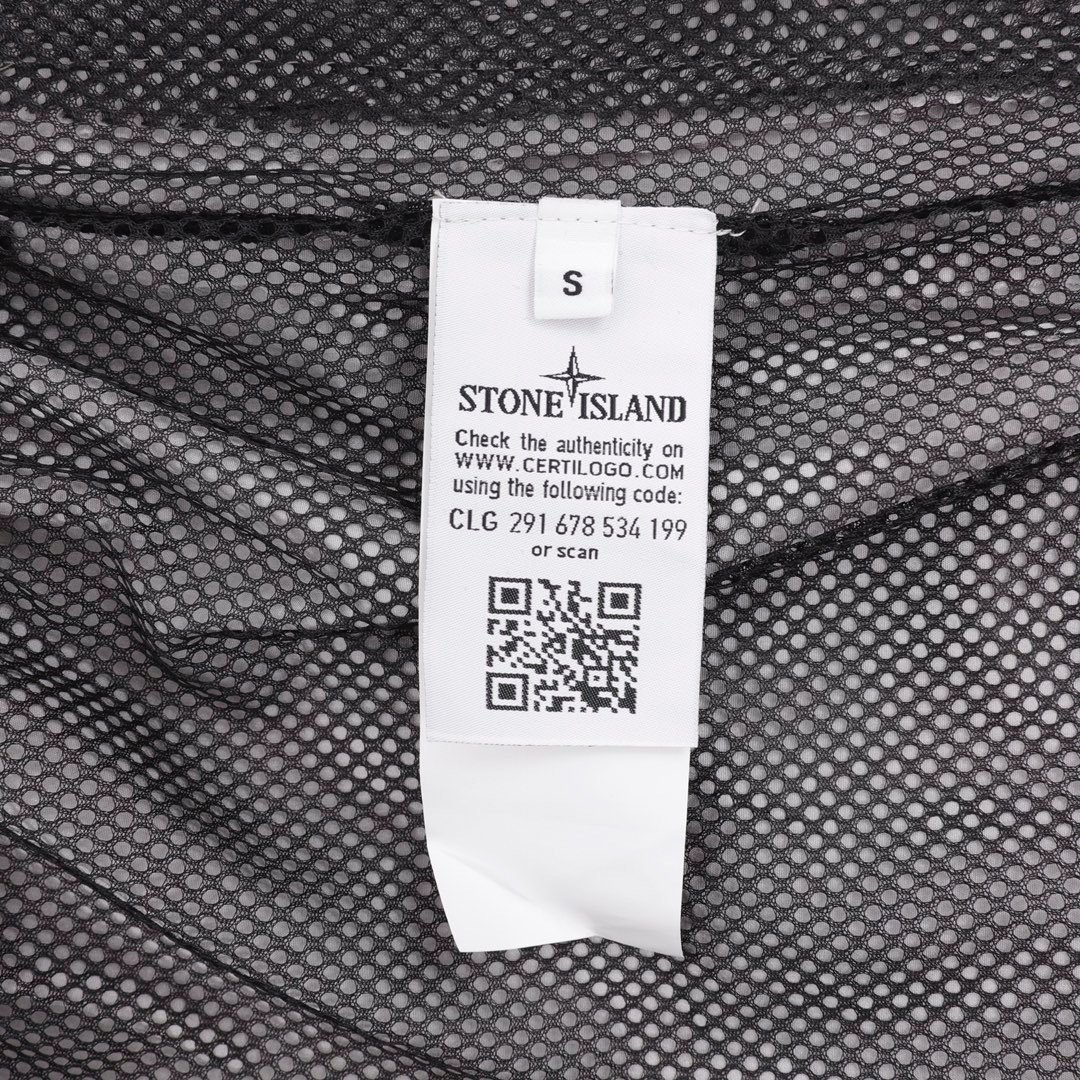 S
STONE ISLAND
Check the authenticity on
WWW.CERTILOGO.COM
using the following code:
CLG 291 678 534 199
or scan